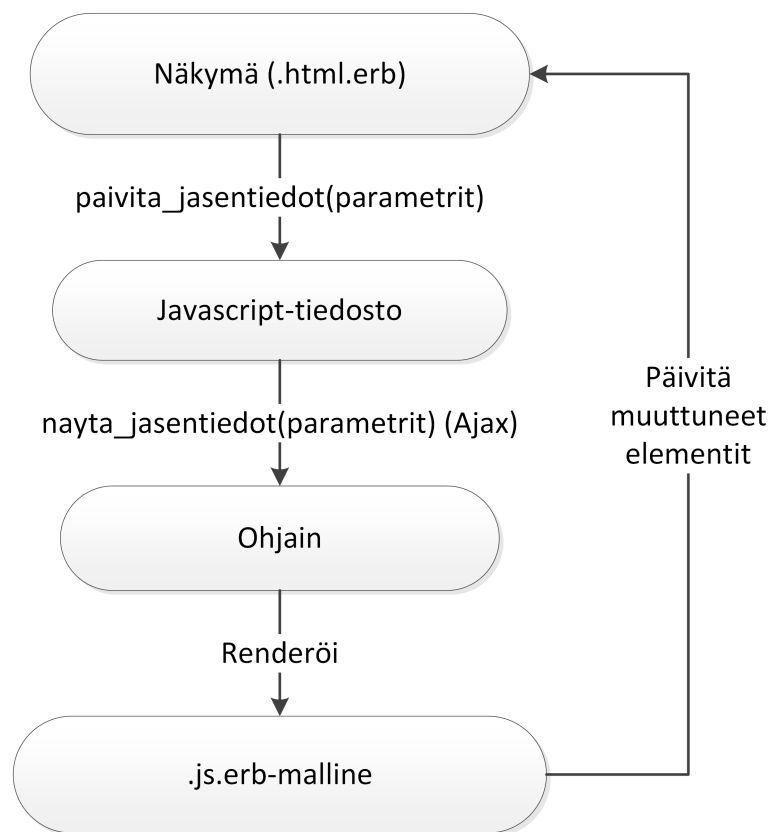 Näkymä (.html.erb)
paivita_jasentiedot(parametrit)
Javascript-tiedosto
nayta_jasentiedot(parametrit) (Ajax)
Ohjain
Renderöi
.js.erb-malline
Päivitä
muuttuneet
elementit